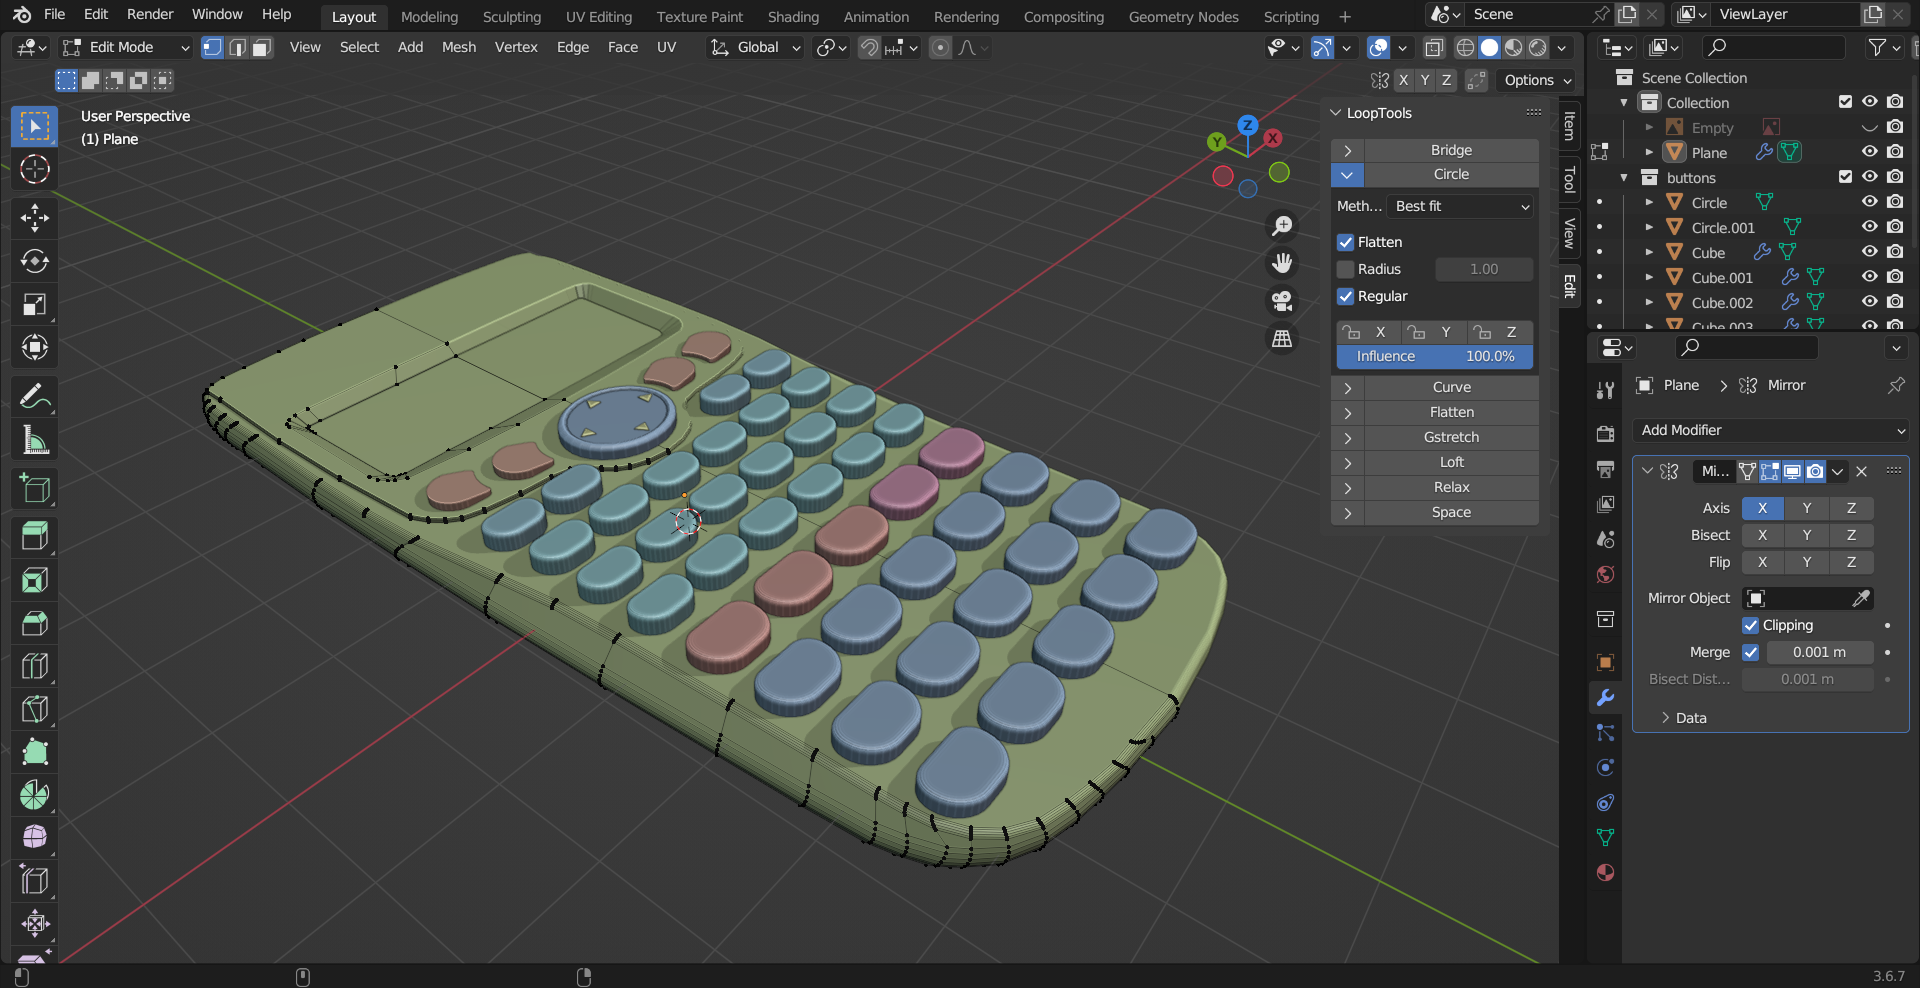 File Edit Render Window Help Layout Modeling Sculpting UV Editing Texture Paint Shading Animation Rendering Compositing Geometry Nodes Scripting + Scene ViewLayer
Edit Mode View Select Add Mesh Vertex Edge Face UV Global
X Y Z Options
User Perspective
(1) Plane
Z
Y X
LoopTools
Bridge
Circle
Meth... Best fit
Flatten
Radius 1.00
Regular
X Y Z
Influence 100.0%
Curve
Flatten
Gstretch
Loft
Relax
Space
Item
Tool
View
Edit
Scene Collection
Collection
Empty
Plane
buttons
Circle
Circle.001
Cube
Cube.001
Cube.002
Cube.003
Plane > Mirror
Add Modifier
Mi...
Axis X Y Z
Bisect X Y Z
Flip X Y Z
Mirror Object
Clipping
Merge 0.001 m
Bisect Dist... 0.001 m
Data
3.6.7